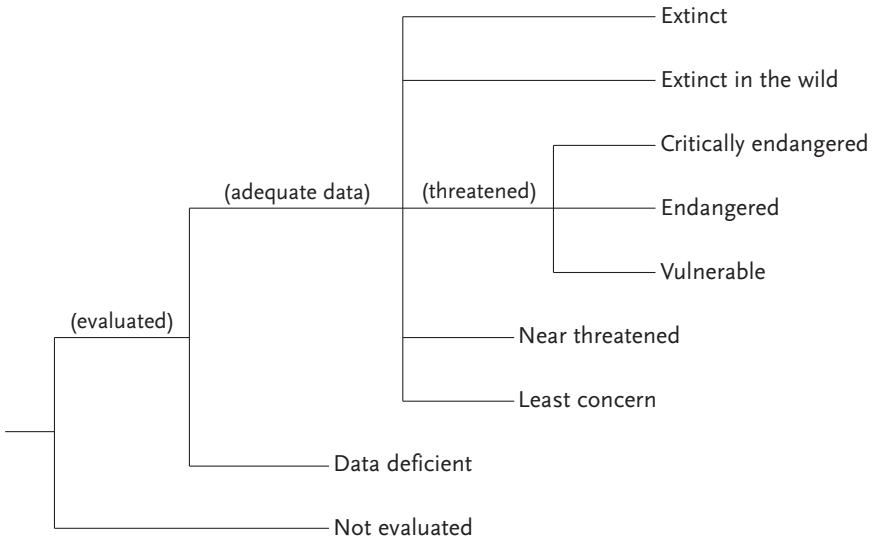 Extinct
Extinct in the wild
Critically endangered
(adequate data)
(threatened)
Endangered
Vulnerable
(evaluated)
Near threatened
Least concern
Data deficient
Not evaluated